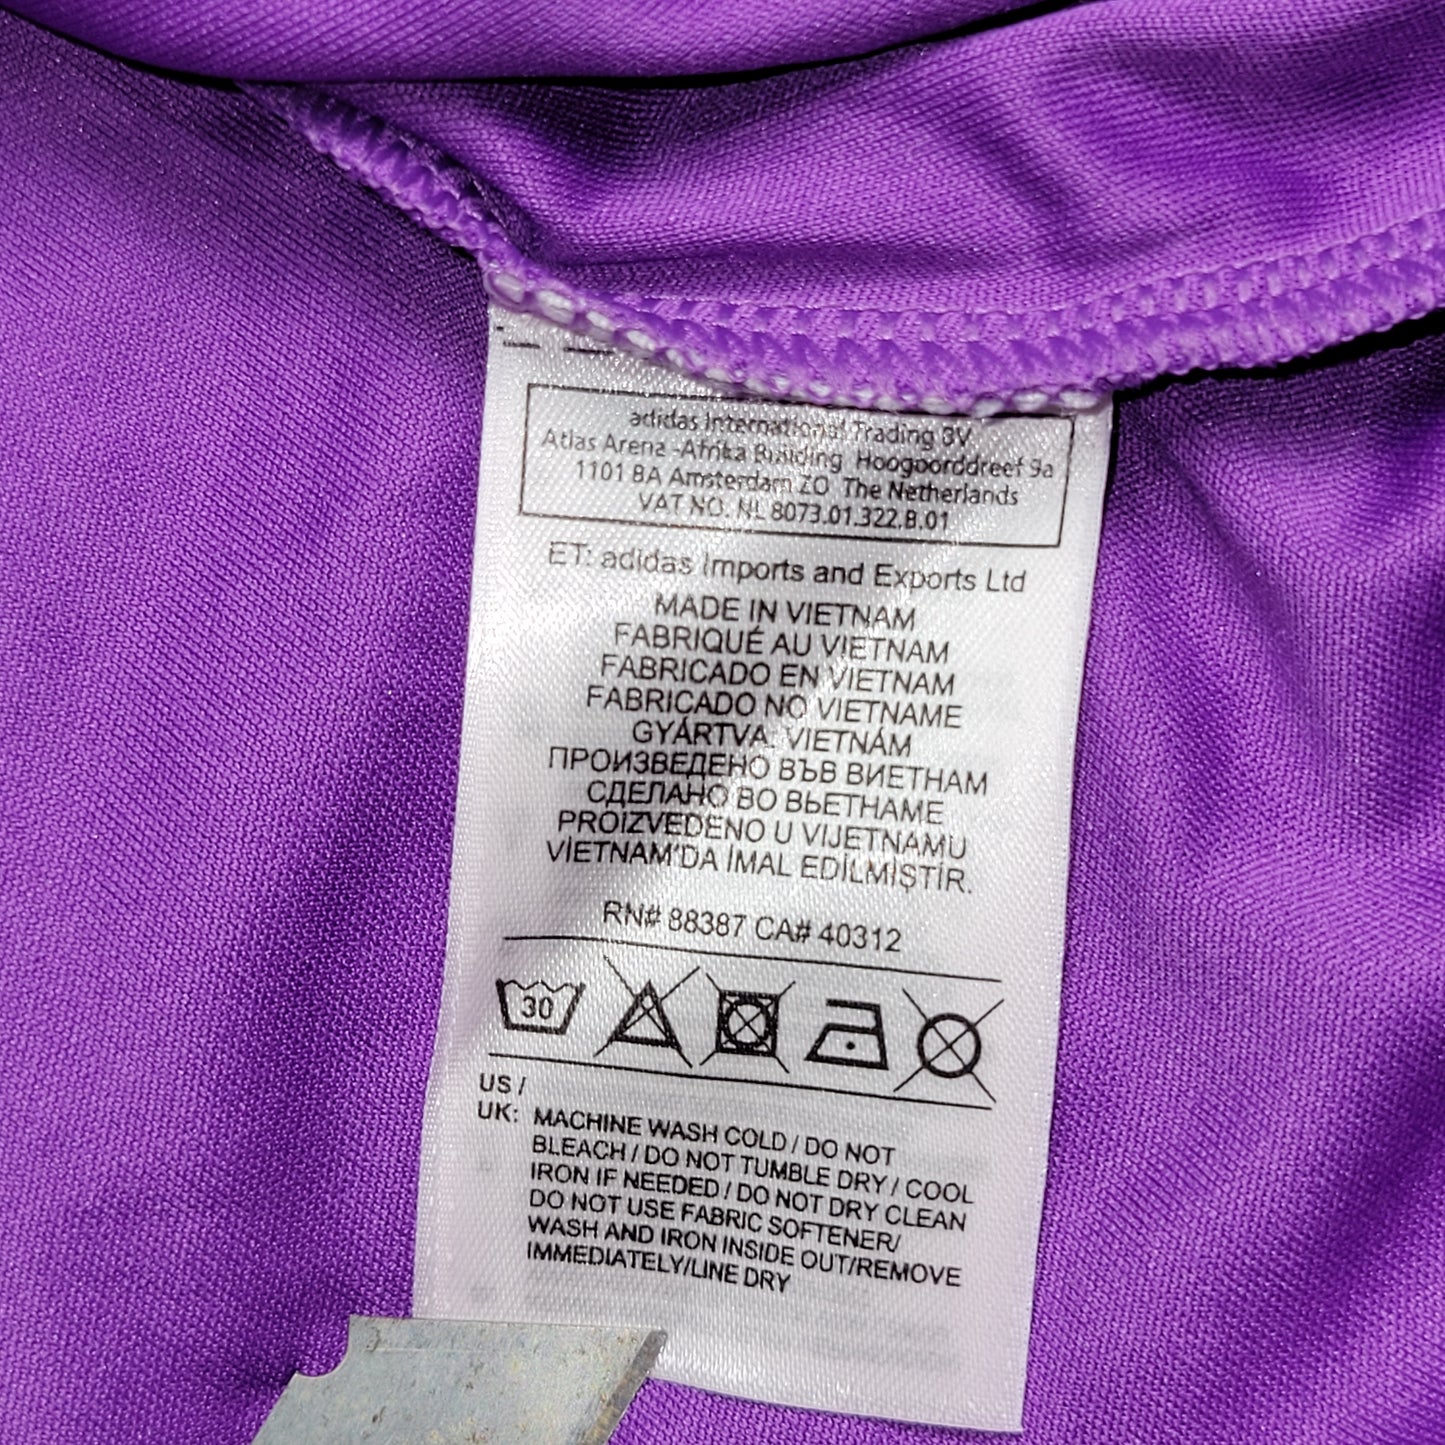 adidas International Trading BV
Atlas Arena -Afrika Building Hoogoorddreef 9a
1101 BA Amsterdam ZO The Netherlands
VAT NO. NL 8073.01.322.B.01
ET: adidas Imports and Exports Ltd
MADE IN VIETNAM
FABRIQUÉ AU VIETNAM
FABRICADO EN VIETNAM
FABRICADO NO VIETNAME
GYÁRTVA: VIETNÁM
ПРОИЗВЕДЕНО ВЪВ ВИЕТНАМ
СДЕЛАНО ВО ВЬЕТНАМЕ
PROIZVEDENO U VIJETNAMU
VİETNAM'DA İMAL EDİLMİŞTİR.
RN# 88387 CA# 40312
30
US /
UK: MACHINE WASH COLD / DO NOT
BLEACH / DO NOT TUMBLE DRY / COOL
IRON IF NEEDED / DO NOT DRY CLEAN
DO NOT USE FABRIC SOFTENER/
WASH AND IRON INSIDE OUT/REMOVE
IMMEDIATELY/LINE DRY